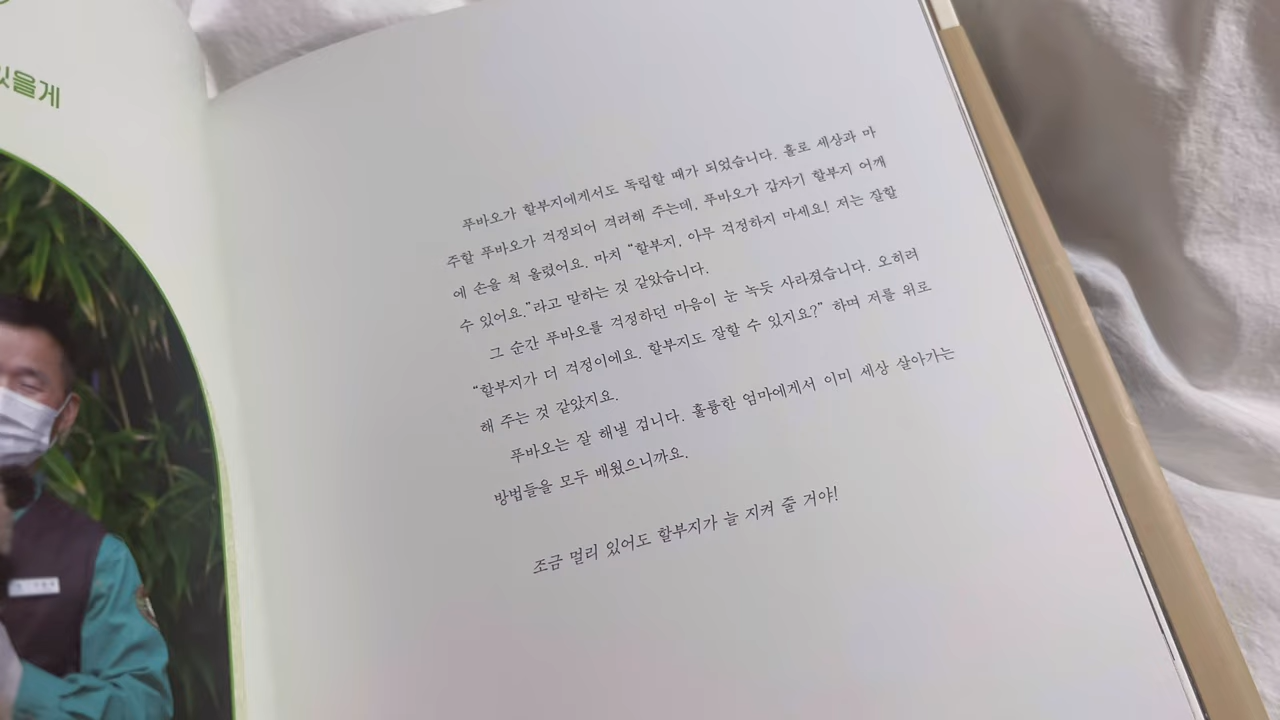 있을게
푸바오가 할부지에게서도 독립할 때가 되었습니다. 홀로 세상과 마
주할 푸바오가 걱정되어 격려해 주는데, 푸바오가 갑자기 할부지 어깨
에 손을 척 올렸어요. 마치 “할부지, 아무 걱정하지 마세요! 저는 잘할
수 있어요.”라고 말하는 것 같았습니다.
그 순간 푸바오를 걱정하던 마음이 눈 녹듯 사라졌습니다. 오히려
“할부지가 더 걱정이에요. 할부지도 잘할 수 있지요?” 하며 저를 위로
해 주는 것 같았지요.
푸바오는 잘 해낼 겁니다. 훌륭한 엄마에게서 이미 세상 살아가는
방법들을 모두 배웠으니까요.
조금 멀리 있어도 할부지가 늘 지켜 줄 거야!